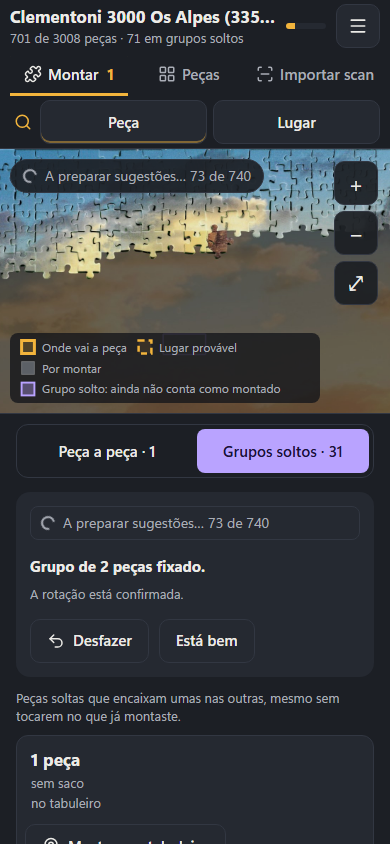 Clementoni 3000 Os Alpes (335...
701 de 3008 peças · 71 em grupos soltos
Montar 1
Peças
Importar scan
Peça
Lugar
A preparar sugestões... 73 de 740
+
−
Onde vai a peça
Lugar provável
Por montar
Grupo solto: ainda não conta como montado
Peça a peça · 1
Grupos soltos · 31
A preparar sugestões... 73 de 740
Grupo de 2 peças fixado.
A rotação está confirmada.
Desfazer
Está bem
Peças soltas que encaixam umas nas outras, mesmo sem
tocarem no que já montaste.
1 peça
sem saco
no tabuleiro